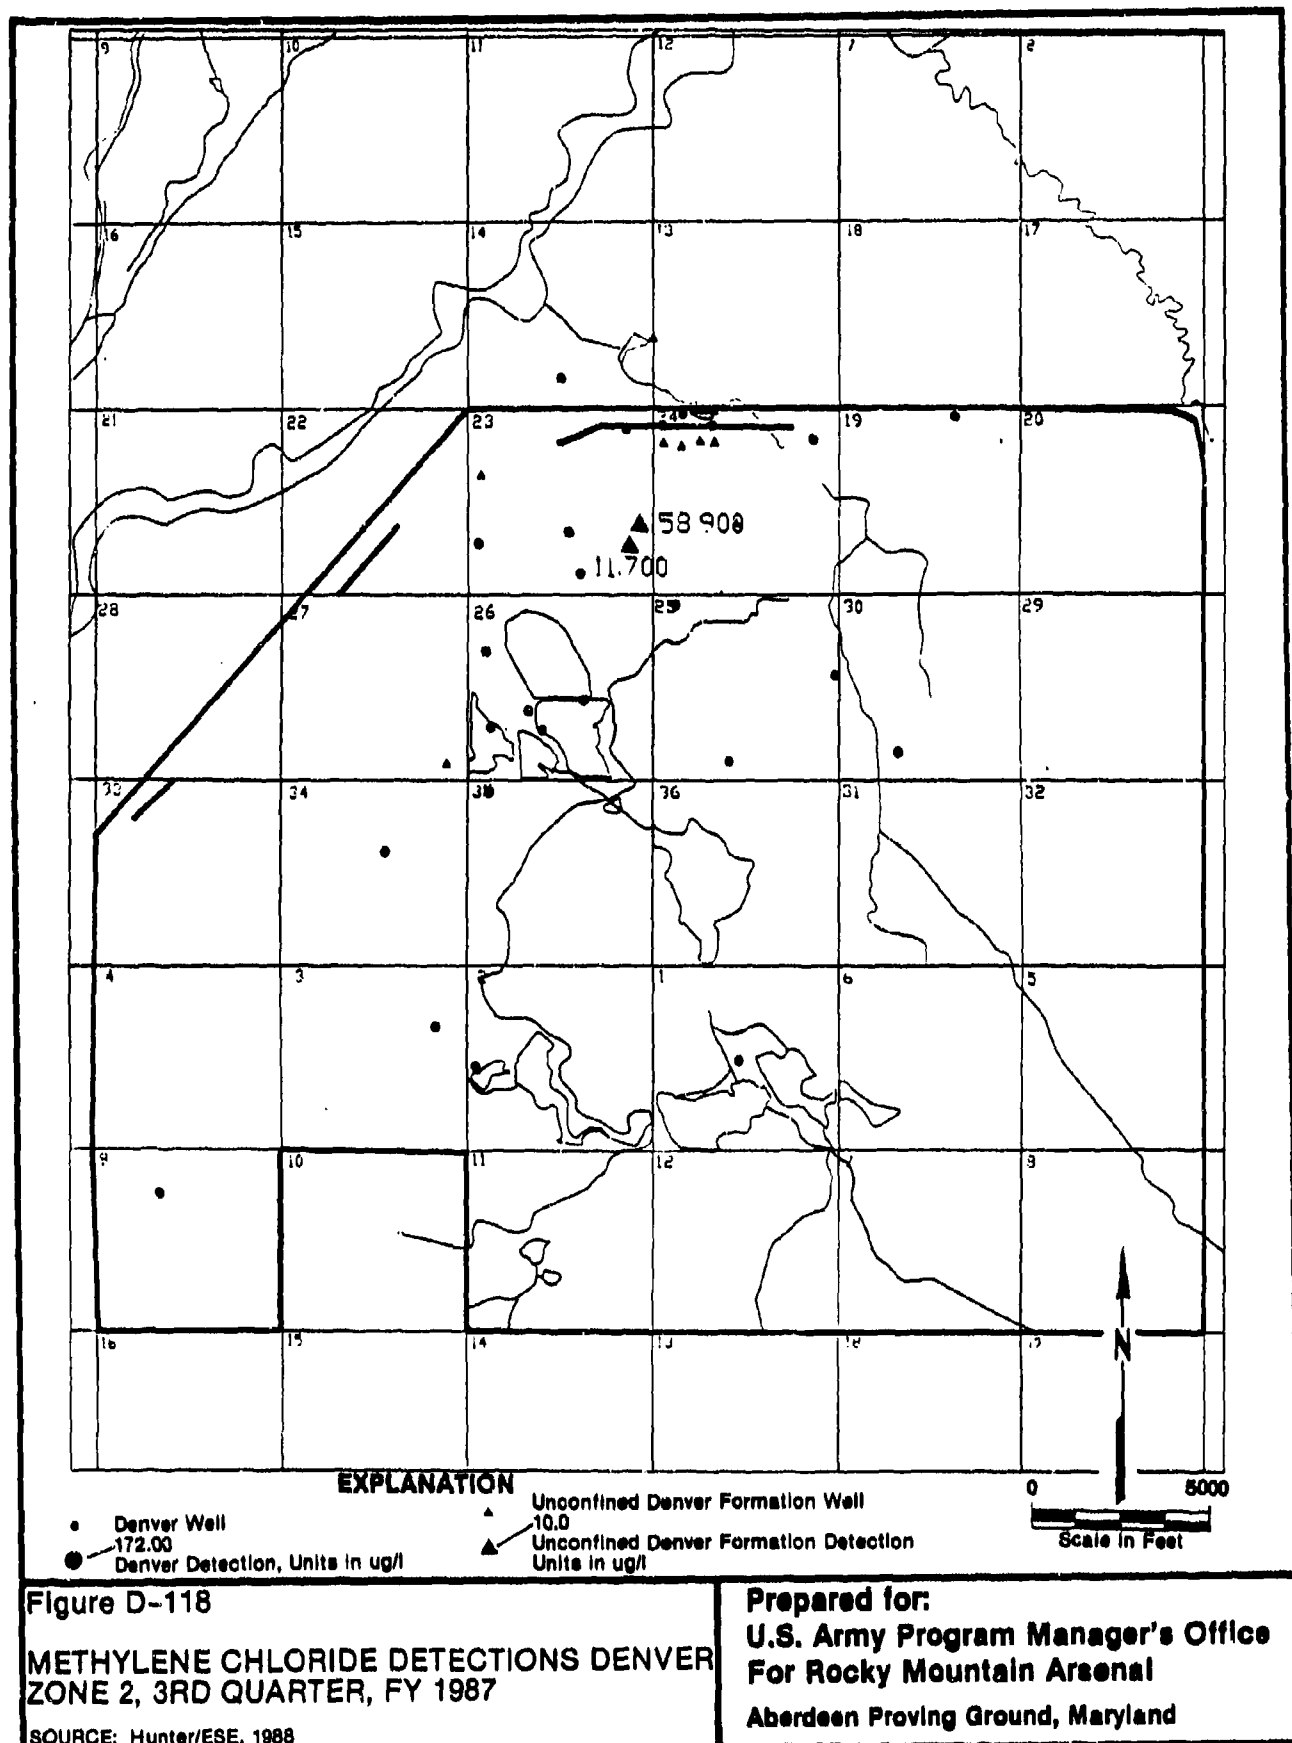 9 10 11 12 7 8
16 15 14 13 18 17
21 22 23 24 19 20
58.900
11.700
28 27 26 25 30 29
33 34 35 36 31 32
4 3 2 1 6 5
9 10 11 12 8
16 15 14 13 18 17
N
EXPLANATION
Denver Well
172.00
Denver Detection, Units in ug/l
Unconfined Denver Formation Well
10.0
Unconfined Denver Formation Detection
Units in ug/l
0 5000
Scale in Feet
Figure D-118
METHYLENE CHLORIDE DETECTIONS DENVER
ZONE 2, 3RD QUARTER, FY 1987
SOURCE: Hunter/ESE, 1988
Prepared for:
U.S. Army Program Manager's Office
For Rocky Mountain Arsenal
Aberdeen Proving Ground, Maryland